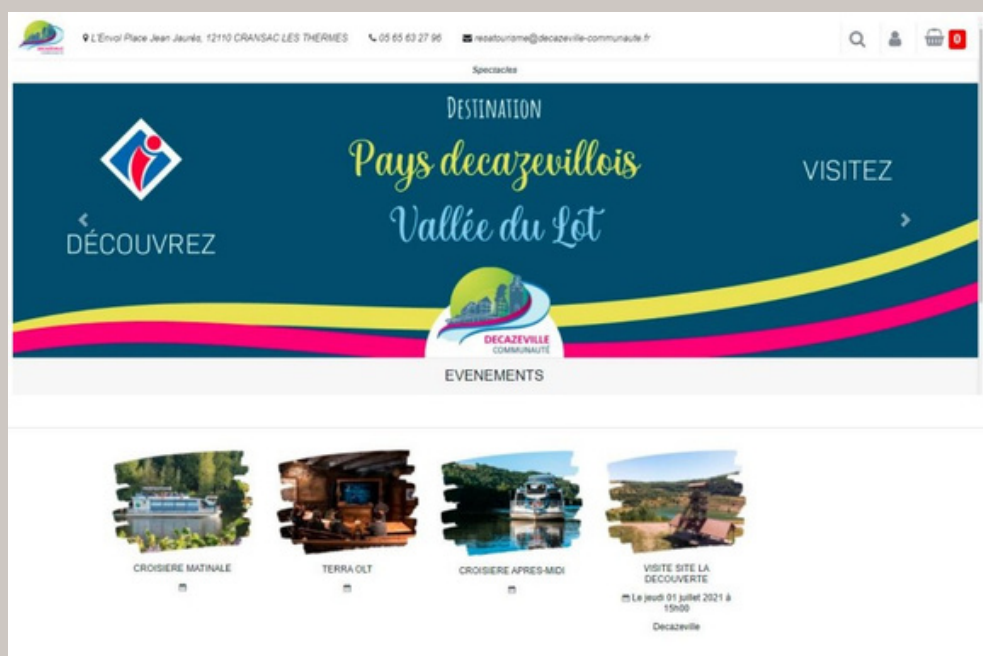 L'Envol Place Jean Jaurès, 12110 CRANSAC LES THERMES 05 65 63 27 96 resatourisme@decazeville-communaute.fr
0
Spectacles
DESTINATION
Pays decazevillois
VISITEZ
Vallée du Lot
DÉCOUVREZ
DECAZEVILLE
COMMUNAUTÉ
EVENEMENTS
CROISIERE MATINALE
TERRA OLT
CROISIERE APRES-MIDI
VISITE SITE LA
DECOUVERTE
Le jeudi 01 juillet 2021 à
15h00
Decazeville